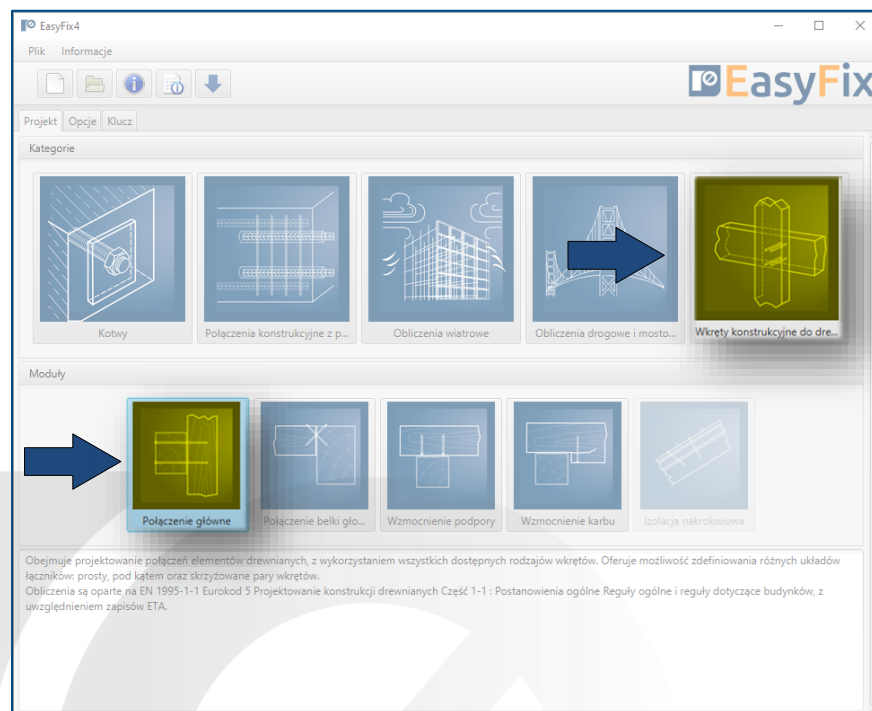 EasyFix4
Plik Informacje
EasyFix
Projekt Opcje Klucz
Kategorie
Kotwy
Połączenia konstrukcyjne z p...
Obliczenia wiatrowe
Obliczenia drogowe i mosto...
Wkręty konstrukcyjne do dre...
Moduły
Połączenie główne
Połączenie belki gło...
Wzmocnienie podpory
Wzmocnienie karbu
Izolacja nakrokwiowa
Obejmuje projektowanie połączeń elementów drewnianych, z wykorzystaniem wszystkich dostępnych rodzajów wkrętów. Oferuje możliwość zdefiniowania różnych układów
łączników: prosty, pod kątem oraz skrzyżowane pary wkrętów.
Obliczenia są oparte na EN 1995-1-1 Eurokod 5 Projektowanie konstrukcji drewnianych Część 1-1 : Postanowienia ogólne Reguły ogólne i reguły dotyczące budynków, z
uwzględnieniem zapisów ETA.